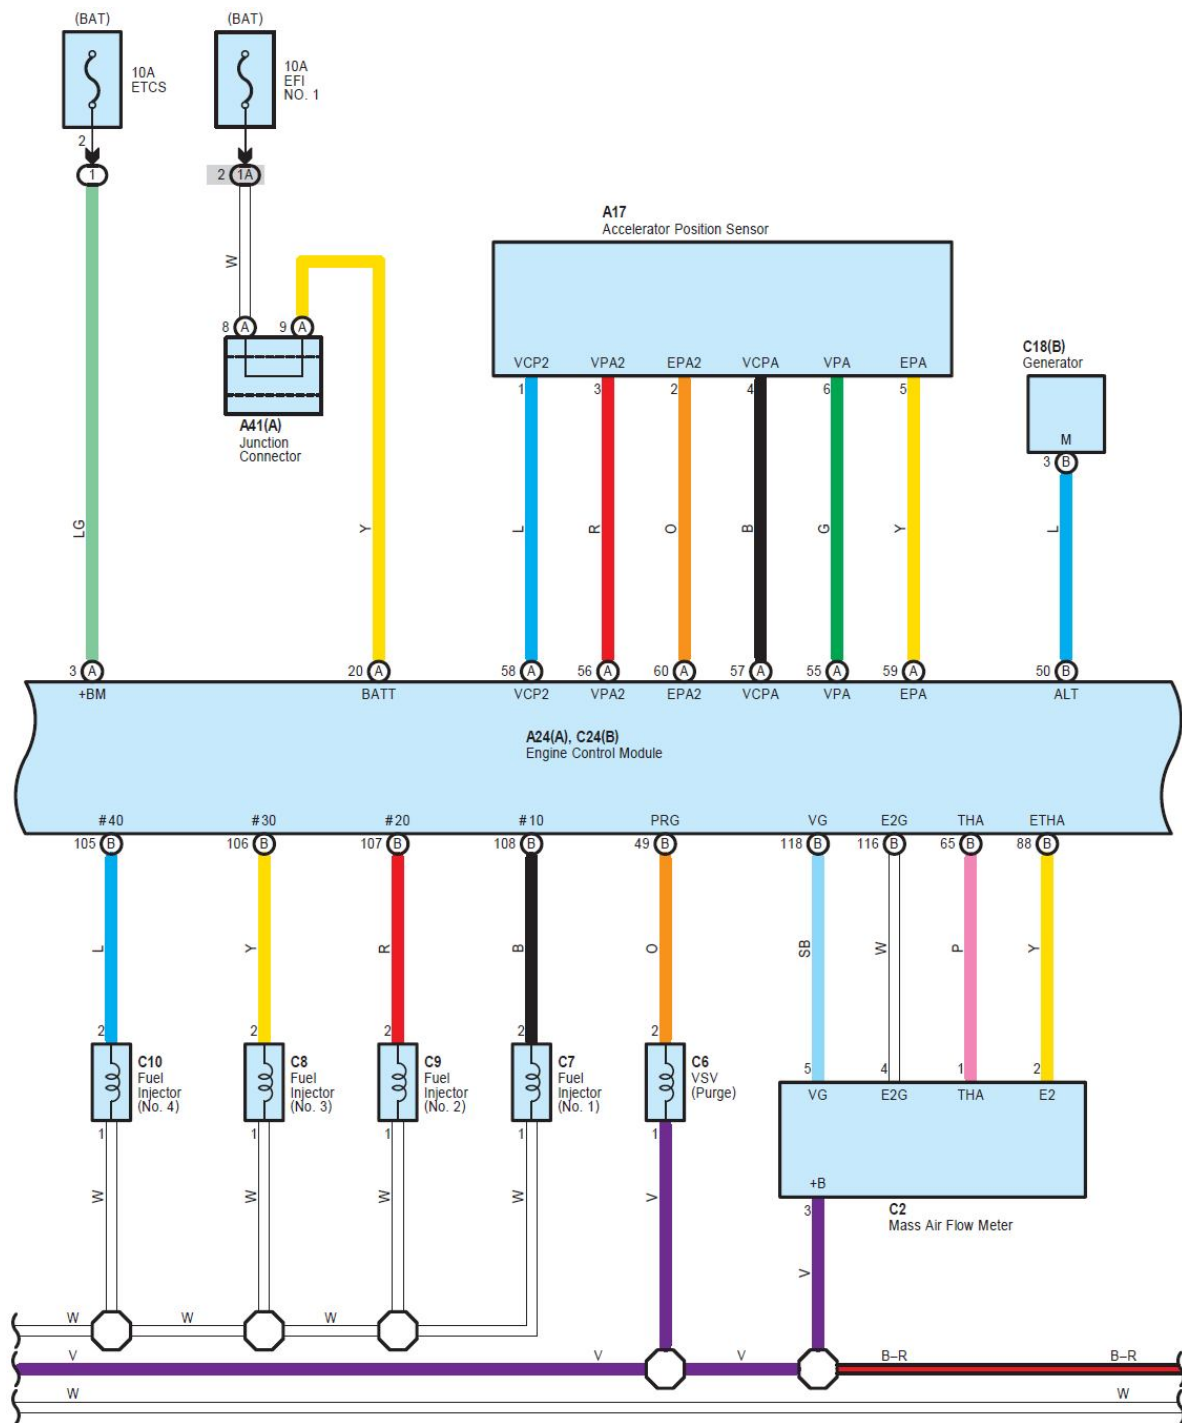 (BAT)
(BAT)
10A
ETCS
10A
EFI
NO. 1
2
1
2 1A
W
8 A
9 A
A41(A)
Junction
Connector
LG
Y
A17
Accelerator Position Sensor
VCP2 VPA2 EPA2 VCPA VPA EPA
1 3 2 4 6 5
L R O B G Y
C18(B)
Generator
M
3 B
L
3 A 20 A 58 A 56 A 60 A 57 A 55 A 59 A 50 B
+BM BATT VCP2 VPA2 EPA2 VCPA VPA EPA ALT
A24(A), C24(B)
Engine Control Module
#40 #30 #20 #10 PRG VG E2G THA ETHA
105 B 106 B 107 B 108 B 49 B 118 B 116 B 65 B 88 B
L Y R B O SB W P Y
2 2 2 2 2
C10
Fuel
Injector
(No. 4)
C8
Fuel
Injector
(No. 3)
C9
Fuel
Injector
(No. 2)
C7
Fuel
Injector
(No. 1)
C6
VSV
(Purge)
5 4 1 2
VG E2G THA E2
1 1 1 1 1
W W W W V
+B
3
C2
Mass Air Flow Meter
V
W W W
V V V B–R B–R
W W